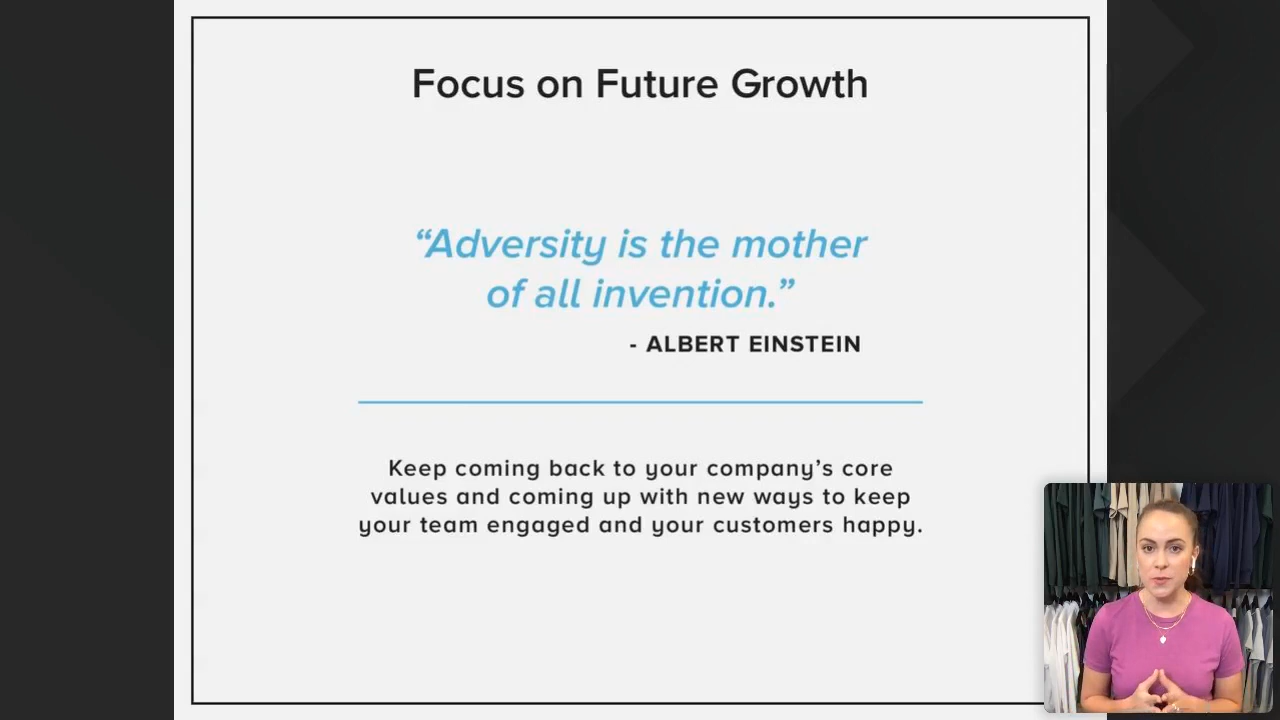 Focus on Future Growth
“Adversity is the mother
of all invention.”
- ALBERT EINSTEIN
Keep coming back to your company’s core
values and coming up with new ways to keep
your team engaged and your customers happy.